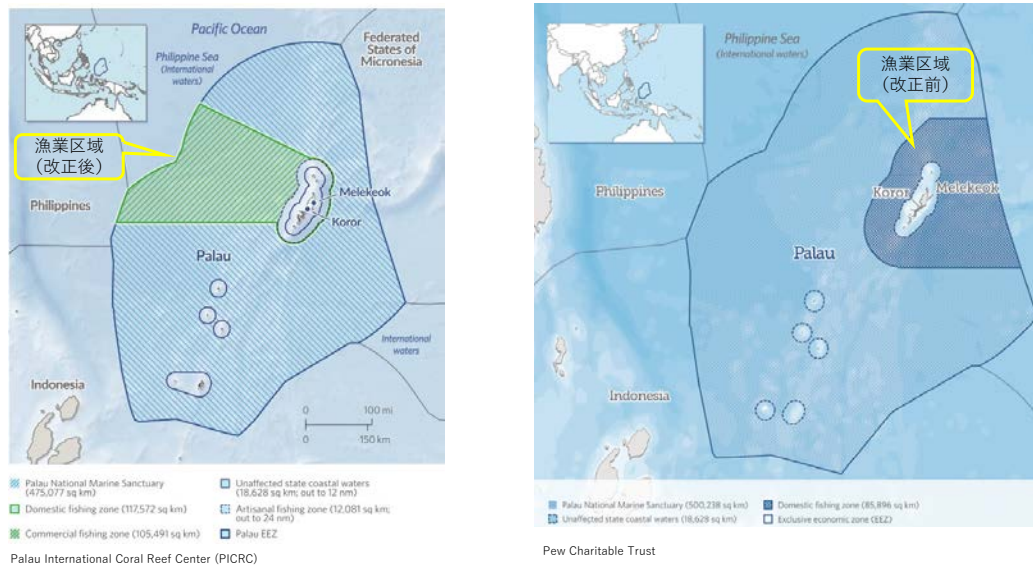 Pacific Ocean
Philippine Sea
(International
waters)
Federated
States of
Micronesia
漁業区域
(改正後)
Philippines
Melekeok
Koror
Palau
International
waters
Indonesia
0 100 mi
0 150 km
Palau National Marine Sanctuary
(475,077 sq km)
Domestic fishing zone (117,572 sq km)
Commercial fishing zone (105,491 sq km)
Unaffected state coastal waters
(18,628 sq km; out to 12 nm)
Artisanal fishing zone (12,081 sq km;
out to 24 nm)
Palau EEZ
Palau International Coral Reef Center (PICRC)
Philippine Sea
(International waters)
漁業区域
(改正前)
Philippines
Koror
Melekeok
Palau
Indonesia
Palau National Marine Sanctuary (500,238 sq km)
Unaffected state coastal waters (18,628 sq km)
Domestic fishing zone (85,896 sq km)
Exclusive economic zone (EEZ)
Pew Charitable Trust